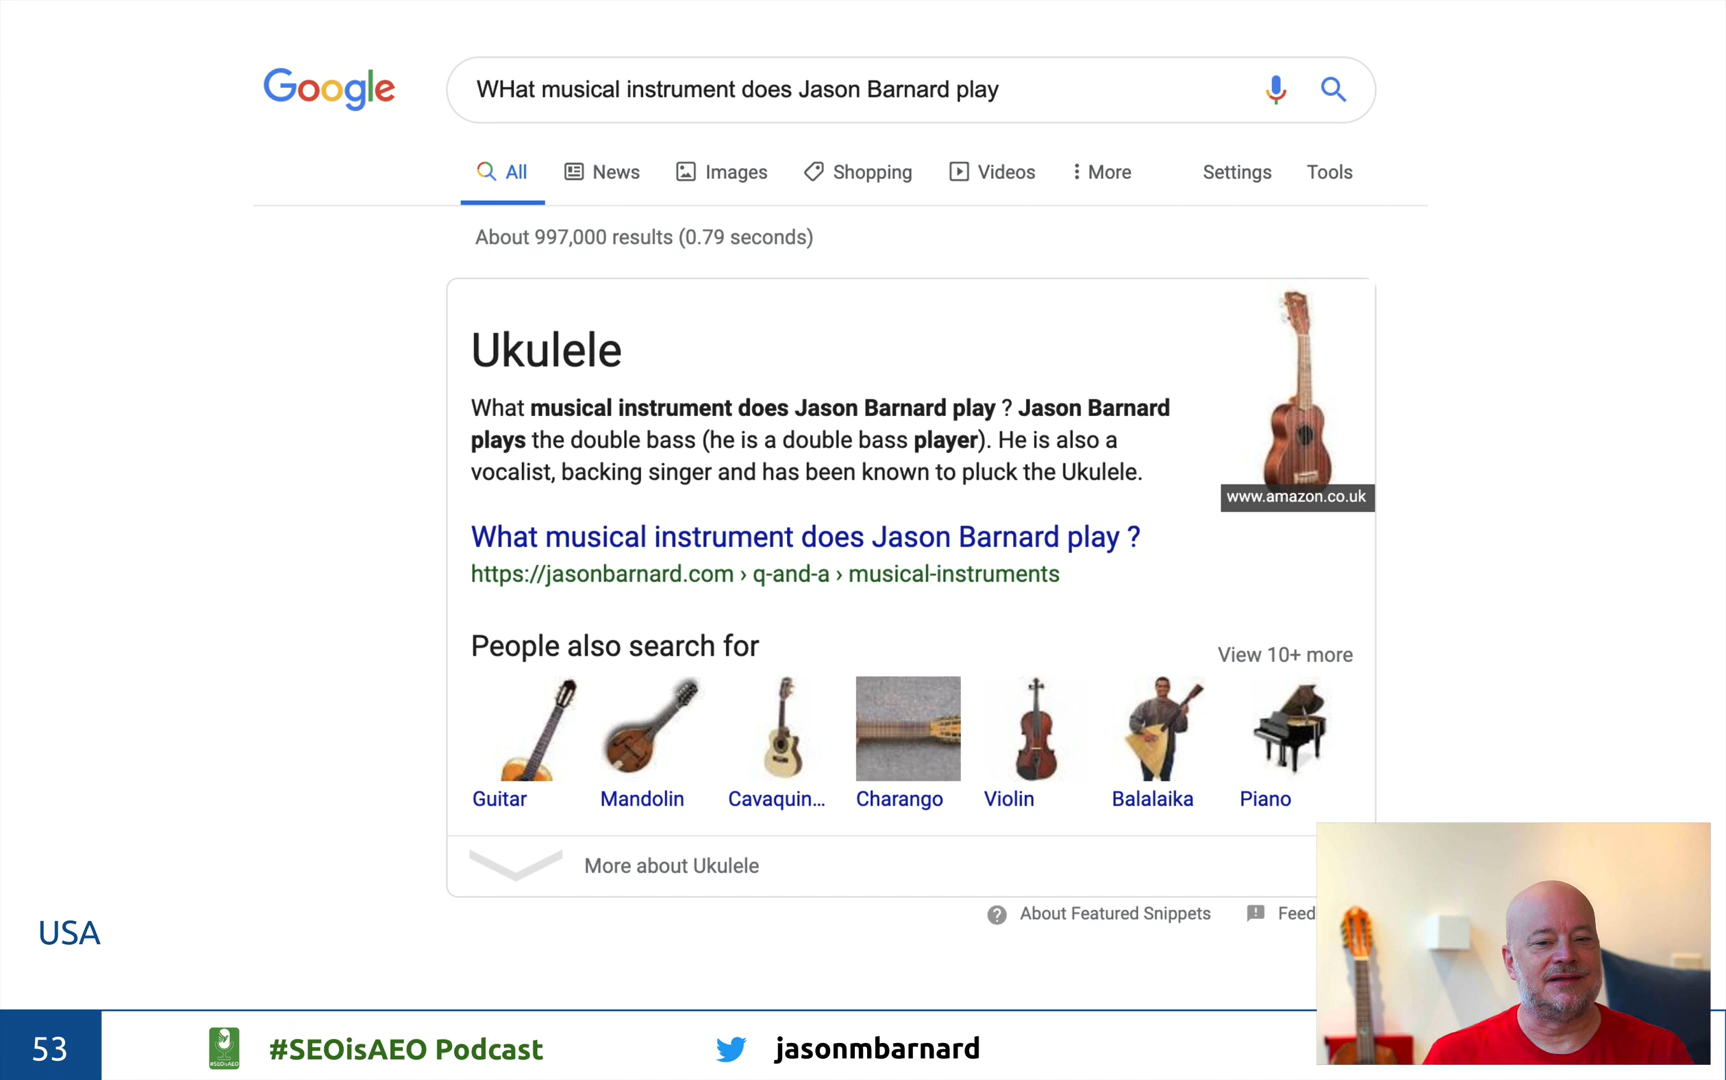 Google
WHat musical instrument does Jason Barnard play
All News Images Shopping Videos More Settings Tools
About 997,000 results (0.79 seconds)
Ukulele
What musical instrument does Jason Barnard play ? Jason Barnard
plays the double bass (he is a double bass player). He is also a
vocalist, backing singer and has been known to pluck the Ukulele.
www.amazon.co.uk
What musical instrument does Jason Barnard play ?
https://jasonbarnard.com › q-and-a › musical-instruments
People also search for
View 10+ more
Guitar Mandolin Cavaquin... Charango Violin Balalaika Piano
More about Ukulele
About Featured Snippets Feed
USA
53
#SEOisAEO
#SEOisAEO Podcast
jasonmbarnard